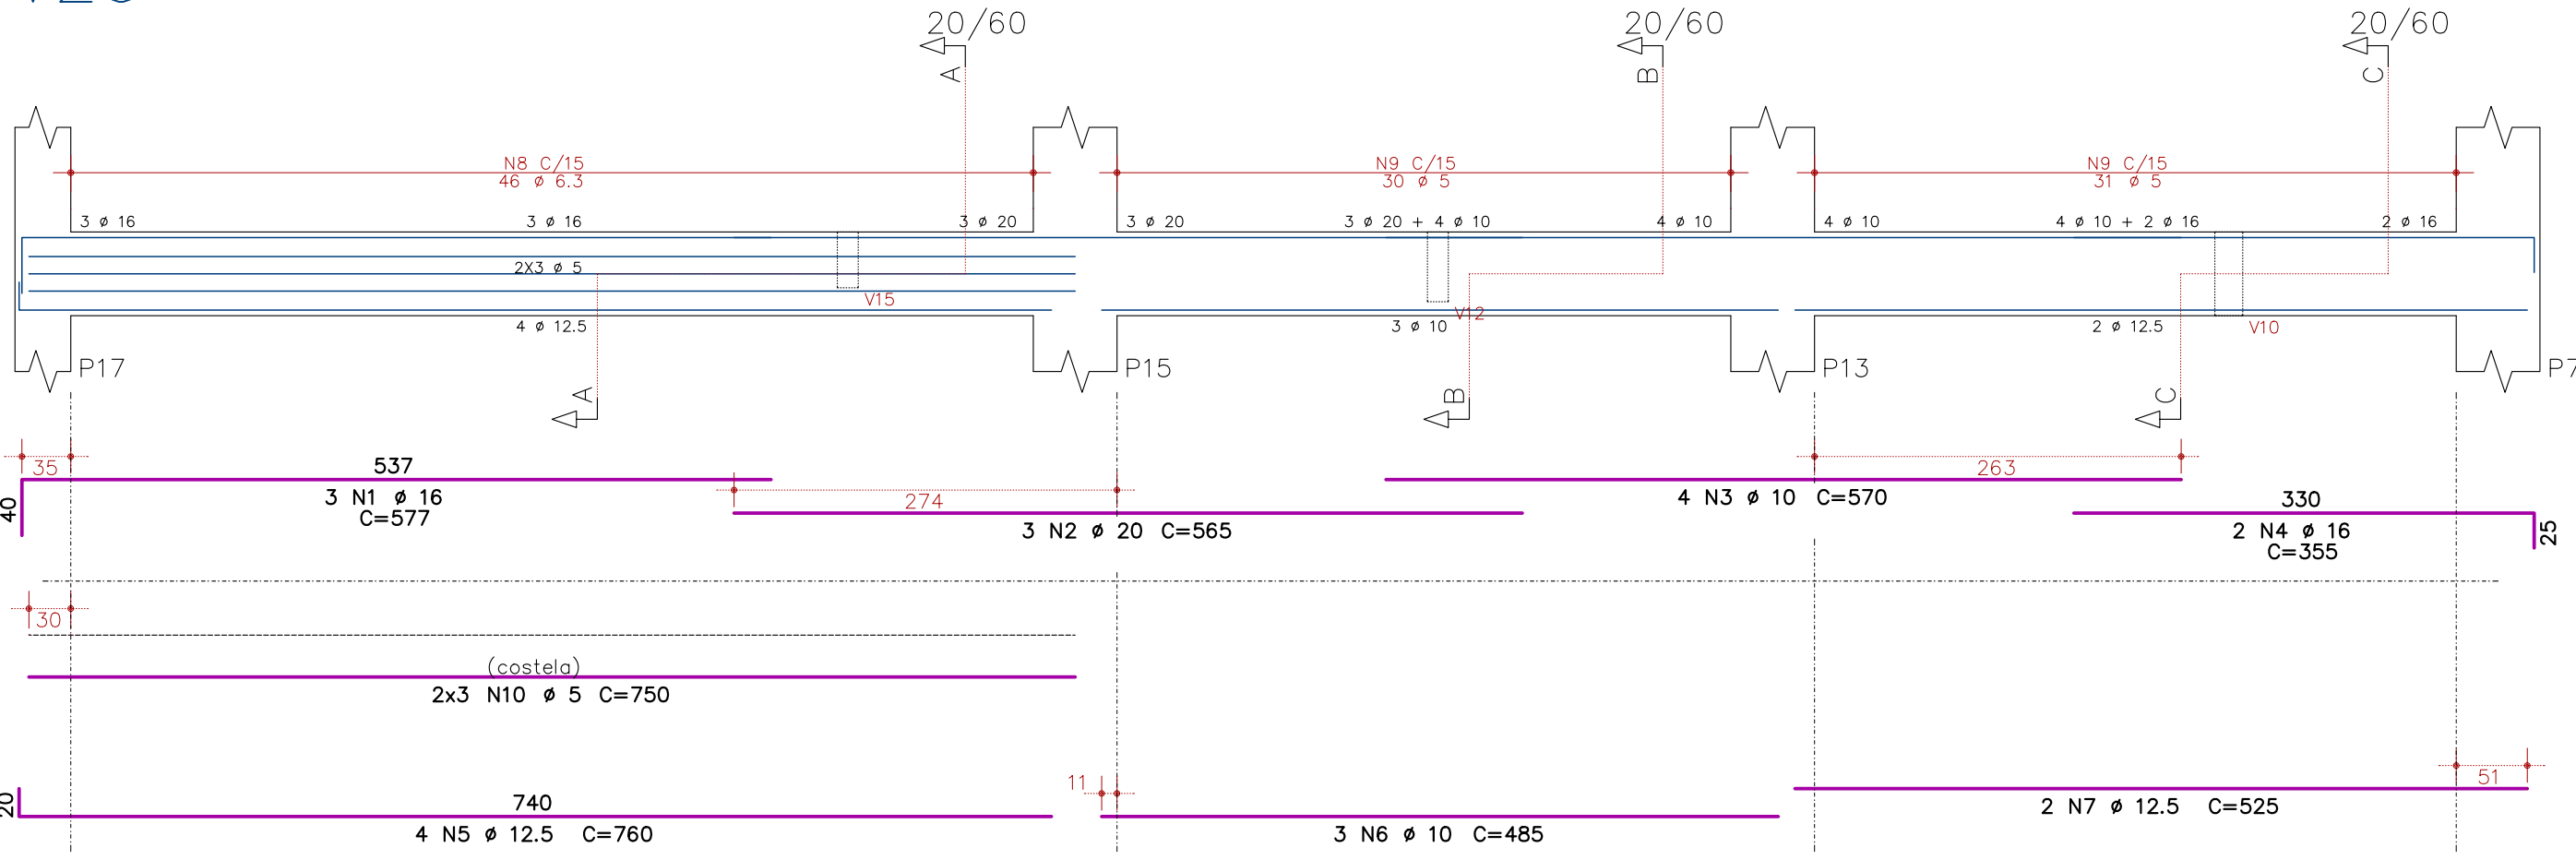 20/60 20/60 20/60
A B C
N8 C/15 N9 C/15 N9 C/15
46 ø 6.3 30 ø 5 31 ø 5
3 ø 16 3 ø 16 3 ø 20 3 ø 20 3 ø 20 + 4 ø 10 4 ø 10 4 ø 10 4 ø 10 + 2 ø 16 2 ø 16
2X3 ø 5
V15 V12
4 ø 12.5 3 ø 10 2 ø 12.5 V10
P17 P15 P13 P7
A B C
35 537 263
40 3 N1 ø 16 274 4 N3 ø 10 C=570 330
C=577 3 N2 ø 20 C=565 2 N4 ø 16 25
C=355
30
(costela)
2x3 N10 ø 5 C=750
11 51
20 740 2 N7 ø 12.5 C=525
4 N5 ø 12.5 C=760 3 N6 ø 10 C=485